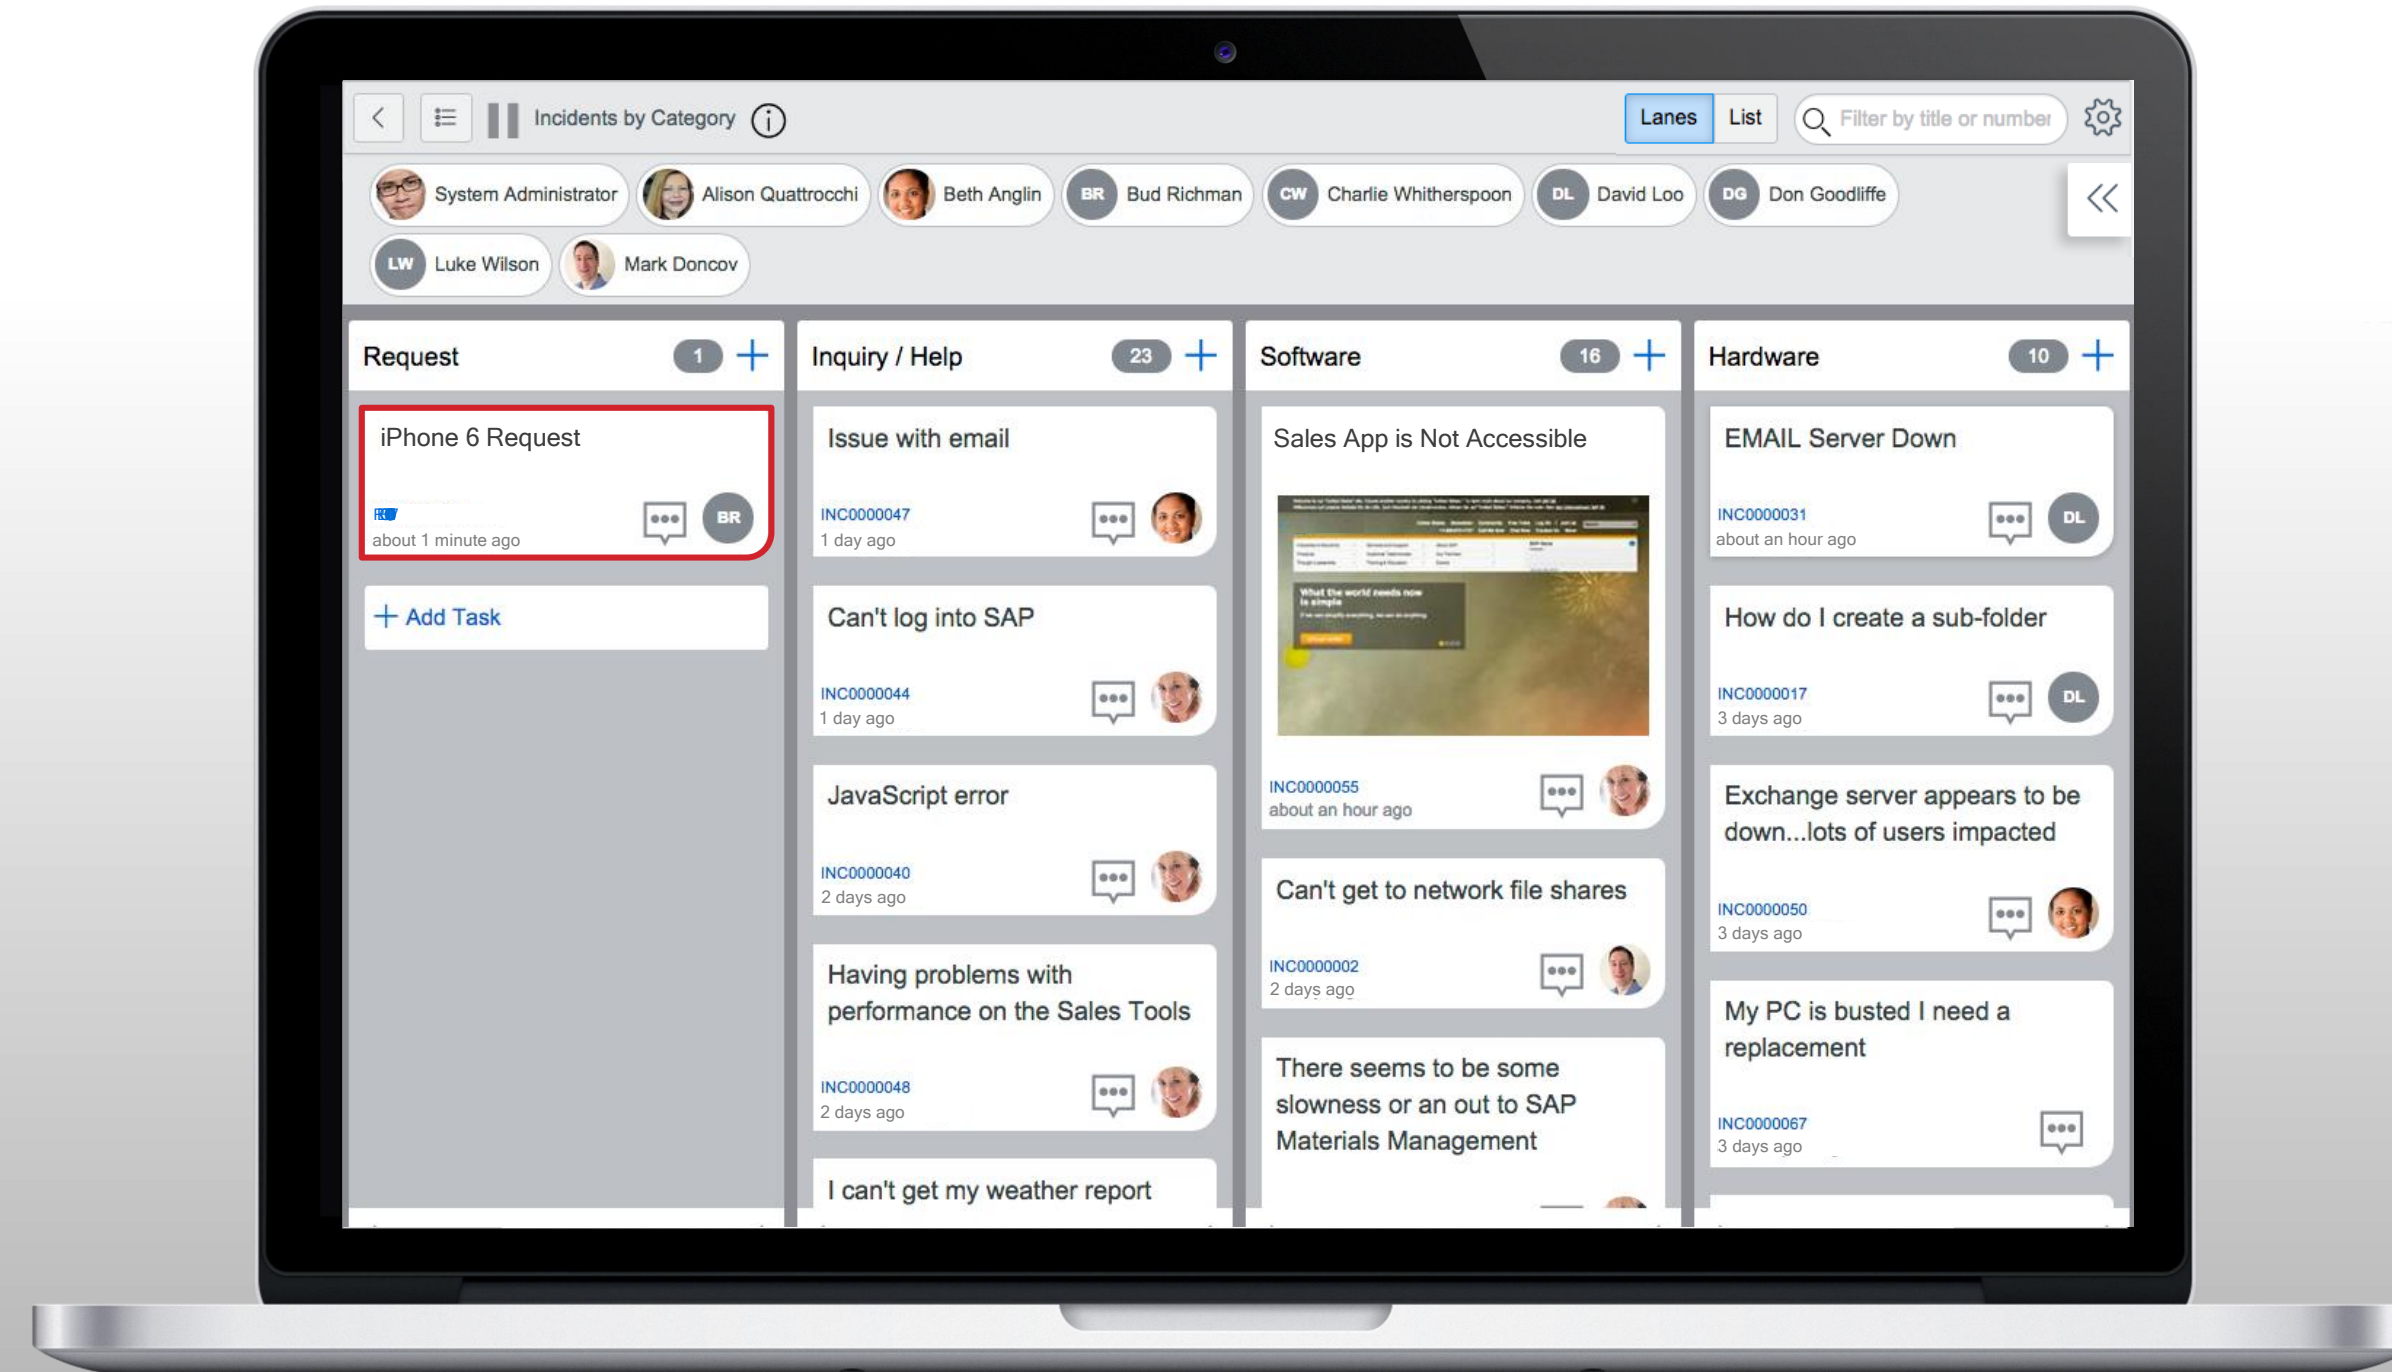 Incidents by Category
Lanes
List
Filter by title or number
System Administrator
Alison Quattrocchi
Beth Anglin
BR Bud Richman
CW Charlie Whitherspoon
DL David Loo
DG Don Goodliffe
LW Luke Wilson
Mark Doncov
Request 1
iPhone 6 Request
about 1 minute ago
BR
Add Task
Inquiry / Help 23
Issue with email
INC0000047
1 day ago
Can't log into SAP
INC0000044
1 day ago
JavaScript error
INC0000040
2 days ago
Having problems with
performance on the Sales Tools
INC0000048
2 days ago
I can't get my weather report
Software 16
Sales App is Not Accessible
What the world needs now
is simple
INC0000055
about an hour ago
Can't get to network file shares
INC0000002
2 days ago
There seems to be some
slowness or an out to SAP
Materials Management
Hardware 10
EMAIL Server Down
INC0000031
about an hour ago
DL
How do I create a sub-folder
INC0000017
3 days ago
DL
Exchange server appears to be
down...lots of users impacted
INC0000050
3 days ago
My PC is busted I need a
replacement
INC0000067
3 days ago